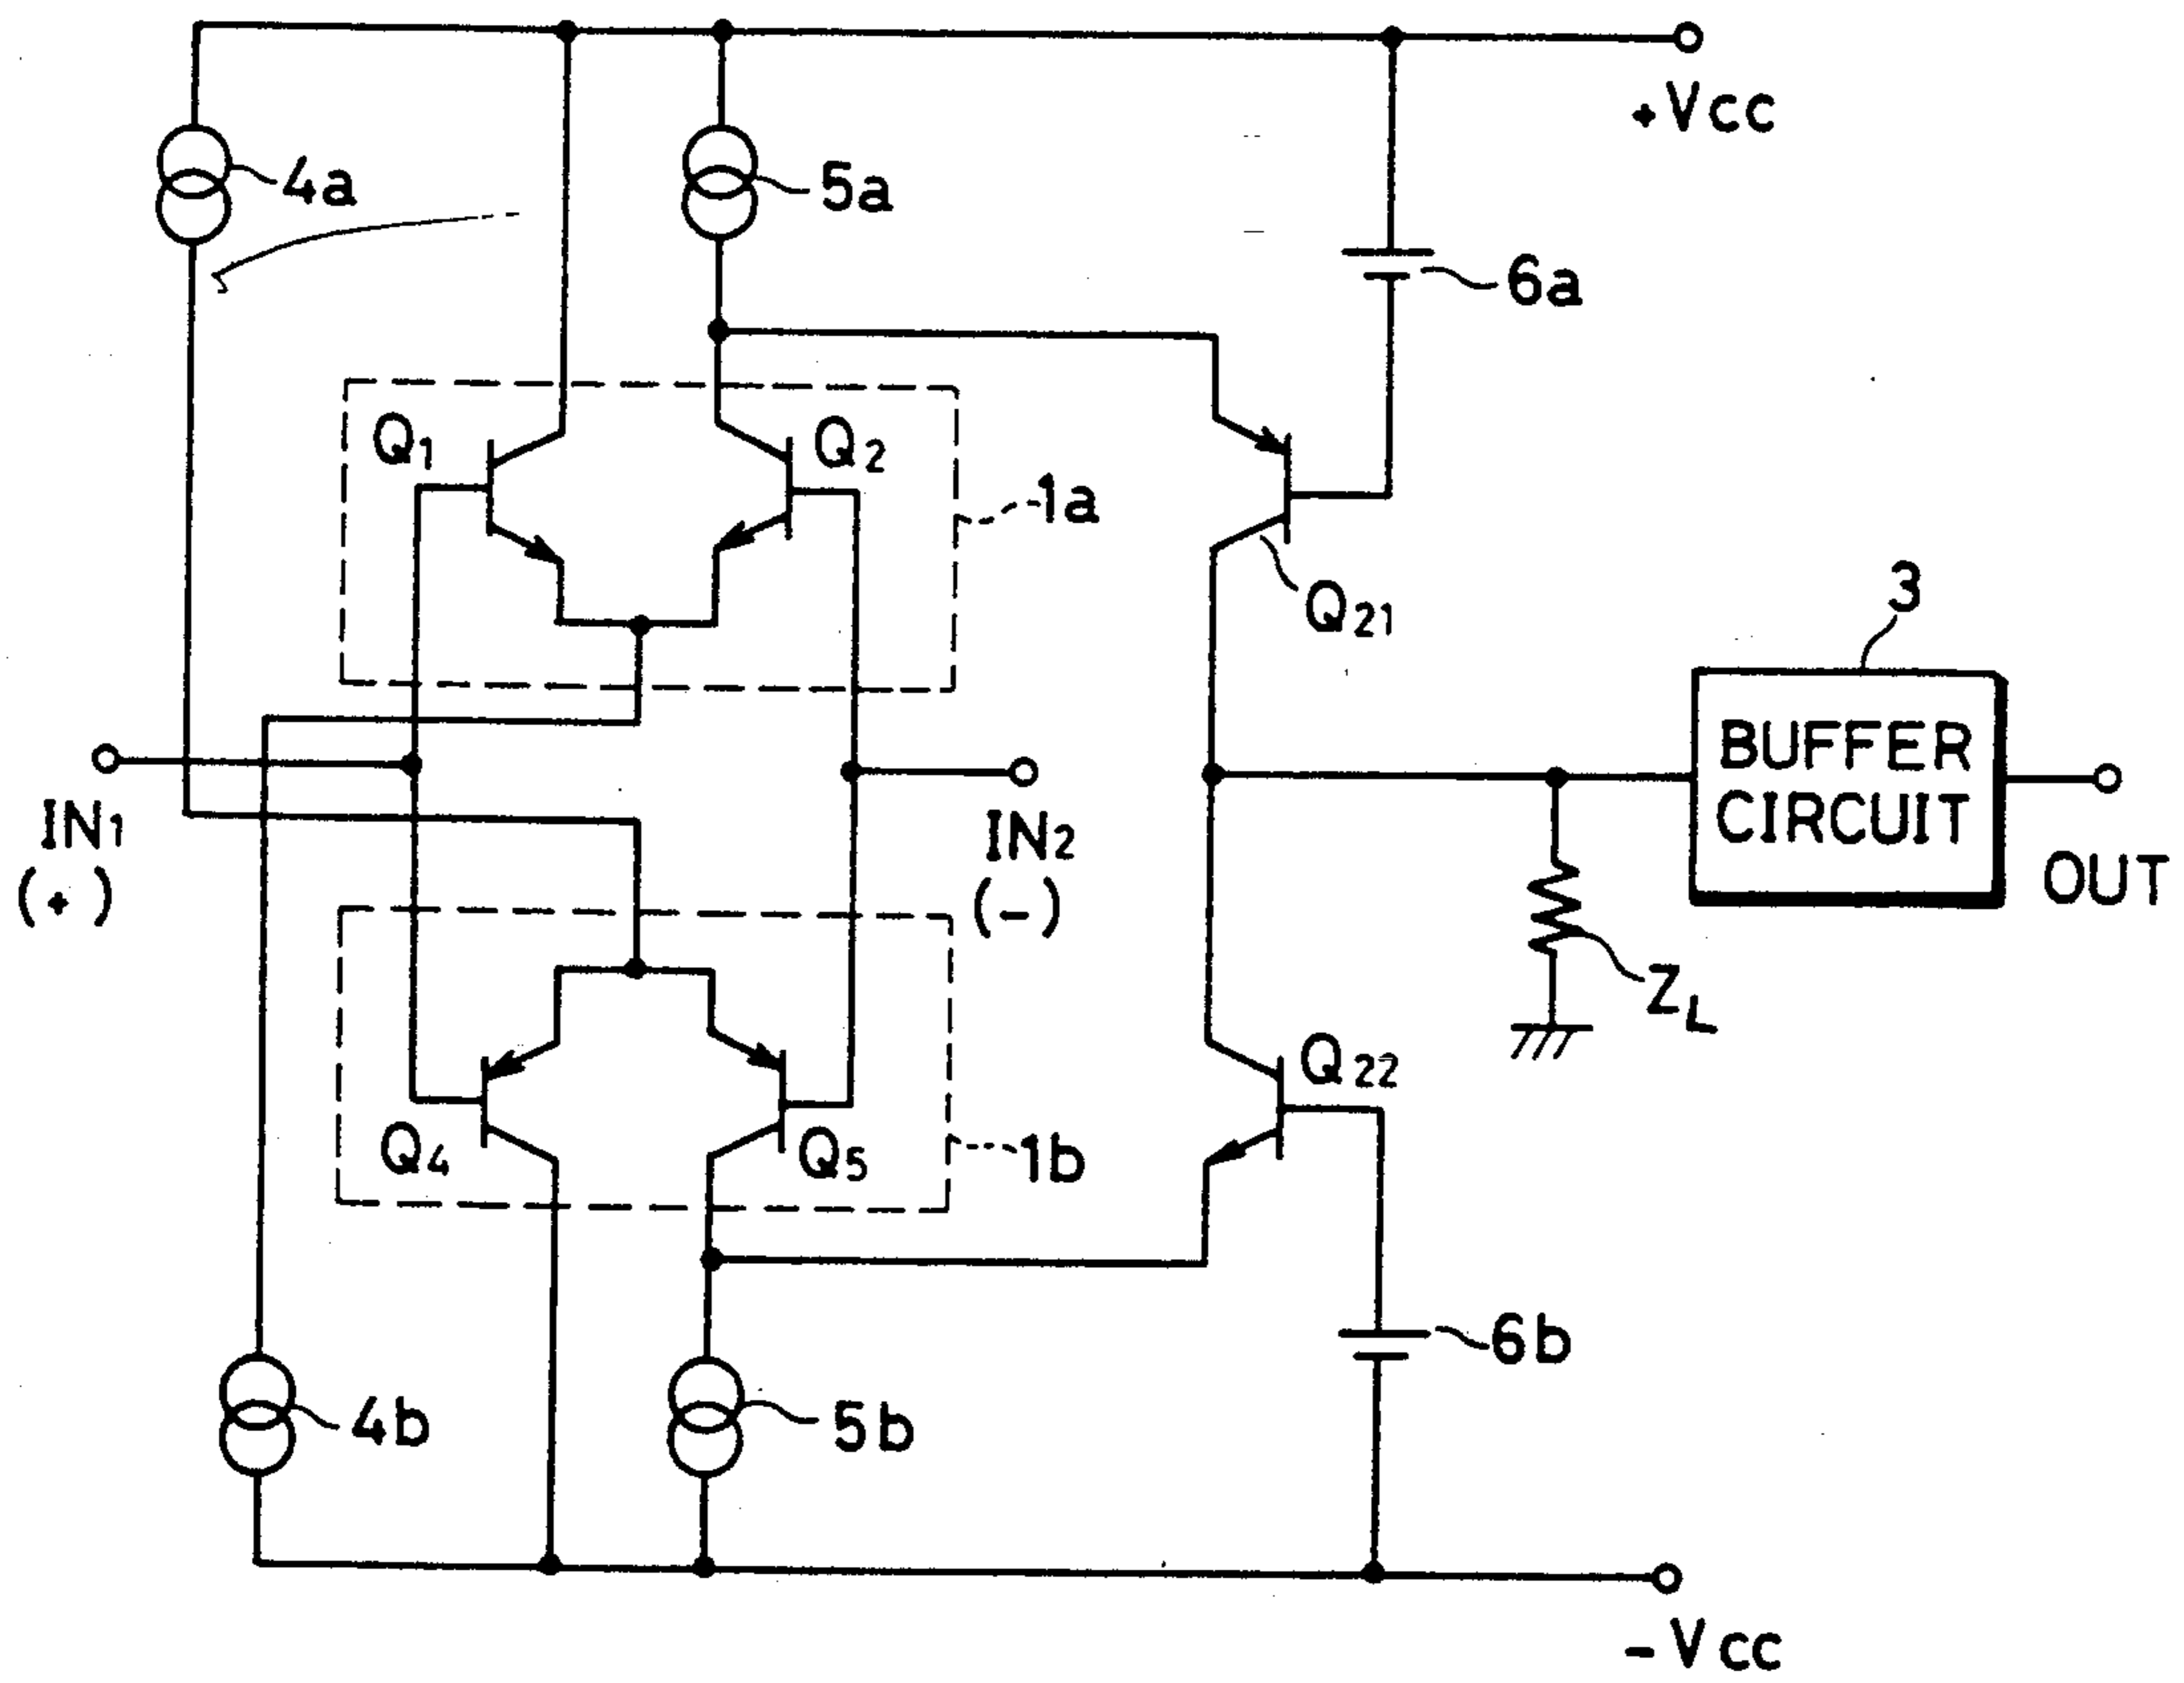 +Vcc
4a
5a
6a
Q1
Q2
1a
Q21
3
BUFFER
CIRCUIT
IN1
(+)
IN2
(-)
OUT
ZL
Q22
Q4
Q5
1b
6b
4b
5b
-Vcc